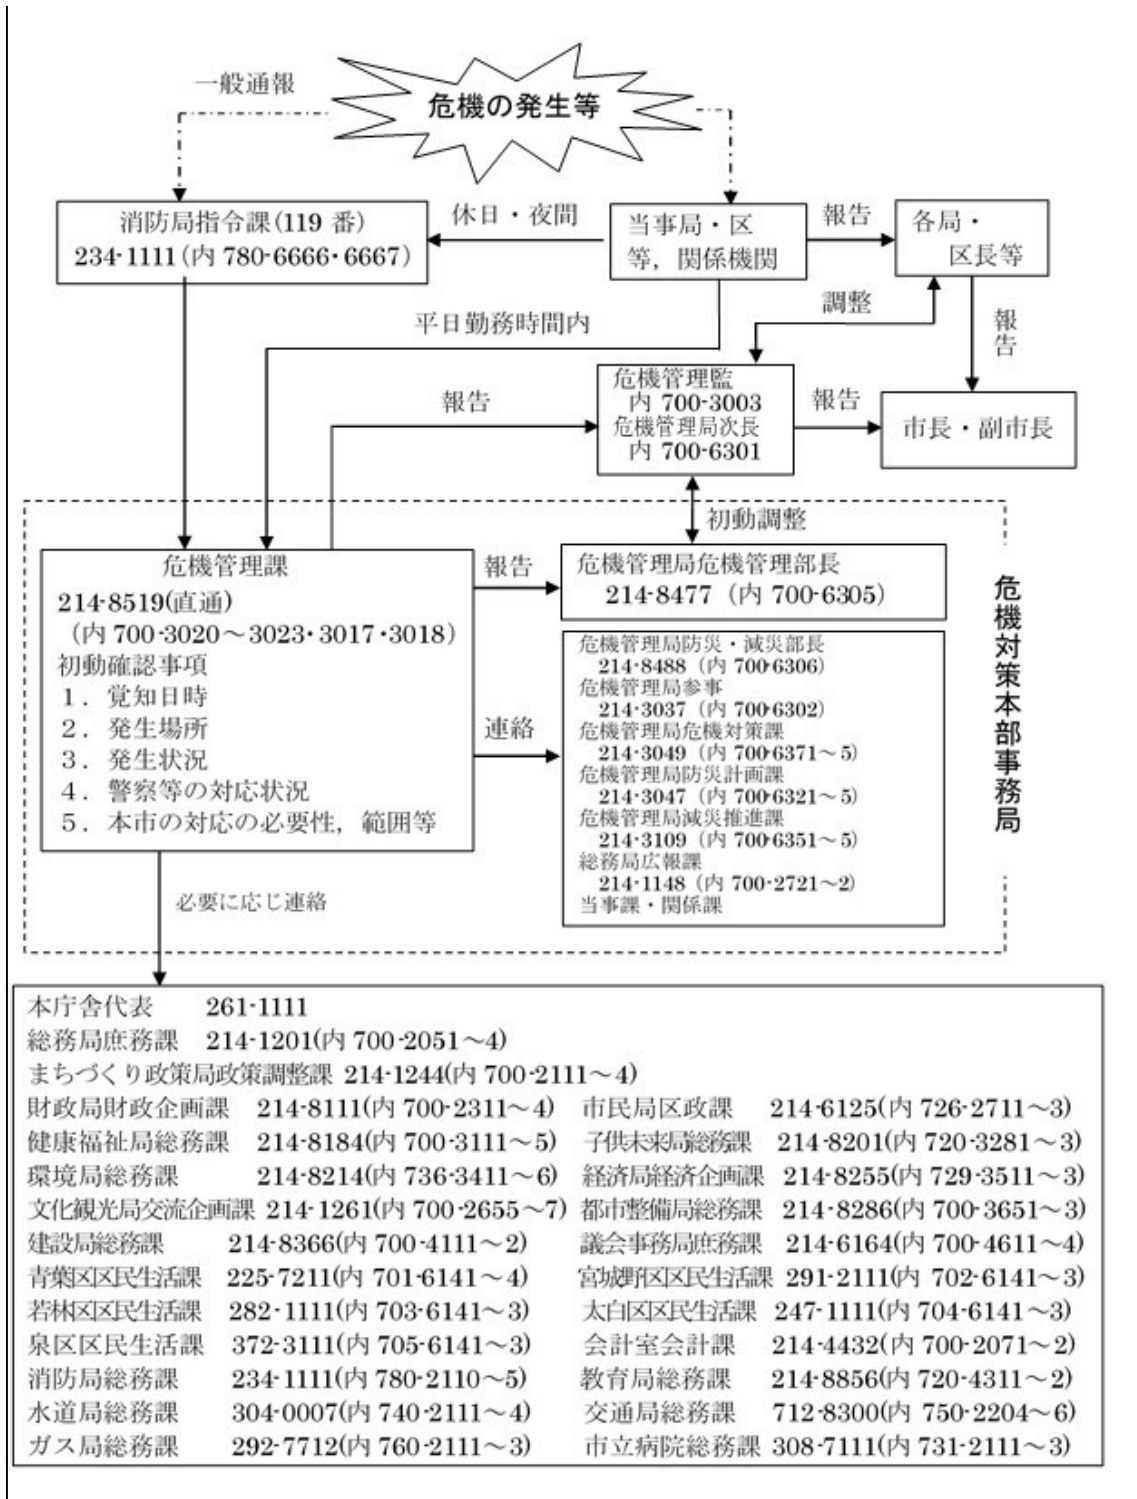 一般通報
危機の発生等
消防局指令課(119 番)
234-1111(内 780-6666・6667)
休日・夜間
当事局・区
等，関係機関
報告
各局・
区長等
平日勤務時間内
調整
報告
報告
危機管理監
内 700-3003
危機管理局次長
内 700-6301
報告
市長・副市長
初動調整
危機管理課
214-8519(直通)
（内 700-3020～3023・3017・3018）
初動確認事項
１．覚知日時
２．発生場所
３．発生状況
４．警察等の対応状況
５．本市の対応の必要性，範囲等
報告
危機管理局危機管理部長
214-8477（内 700-6305）
連絡
危機管理局防災・減災部長
214-8488（内 700-6306）
危機管理局参事
214-3037（内 700-6302）
危機管理局危機対策課
214-3049（内 700-6371～5）
危機管理局防災計画課
214-3047（内 700-6321～5）
危機管理局減災推進課
214-3109（内 700-6351～5）
総務局広報課
214-1148（内 700-2721～2）
当事課・関係課
危機対策本部事務局
必要に応じ連絡
本庁舎代表 261-1111
総務局庶務課 214-1201(内 700-2051～4)
まちづくり政策局政策調整課 214-1244(内 700-2111～4)
財政局財政企画課 214-8111(内 700-2311～4) 市民局区政課 214-6125(内 726-2711～3)
健康福祉局総務課 214-8184(内 700-3111～5) 子供未来局総務課 214-8201(内 720-3281～3)
環境局総務課 214-8214(内 736-3411～6) 経済局経済企画課 214-8255(内 729-3511～3)
文化観光局交流企画課 214-1261(内 700-2655～7) 都市整備局総務課 214-8286(内 700-3651～3)
建設局総務課 214-8366(内 700-4111～2) 議会事務局庶務課 214-6164(内 700-4611～4)
青葉区区民生活課 225-7211(内 701-6141～4) 宮城野区区民生活課 291-2111(内 702-6141～3)
若林区区民生活課 282-1111(内 703-6141～3) 太白区区民生活課 247-1111(内 704-6141～3)
泉区区民生活課 372-3111(内 705-6141～3) 会計室会計課 214-4432(内 700-2071～2)
消防局総務課 234-1111(内 780-2110～5) 教育局総務課 214-8856(内 720-4311～2)
水道局総務課 304-0007(内 740-2111～4) 交通局総務課 712-8300(内 750-2204～6)
ガス局総務課 292-7712(内 760-2111～3) 市立病院総務課 308-7111(内 731-2111～3)